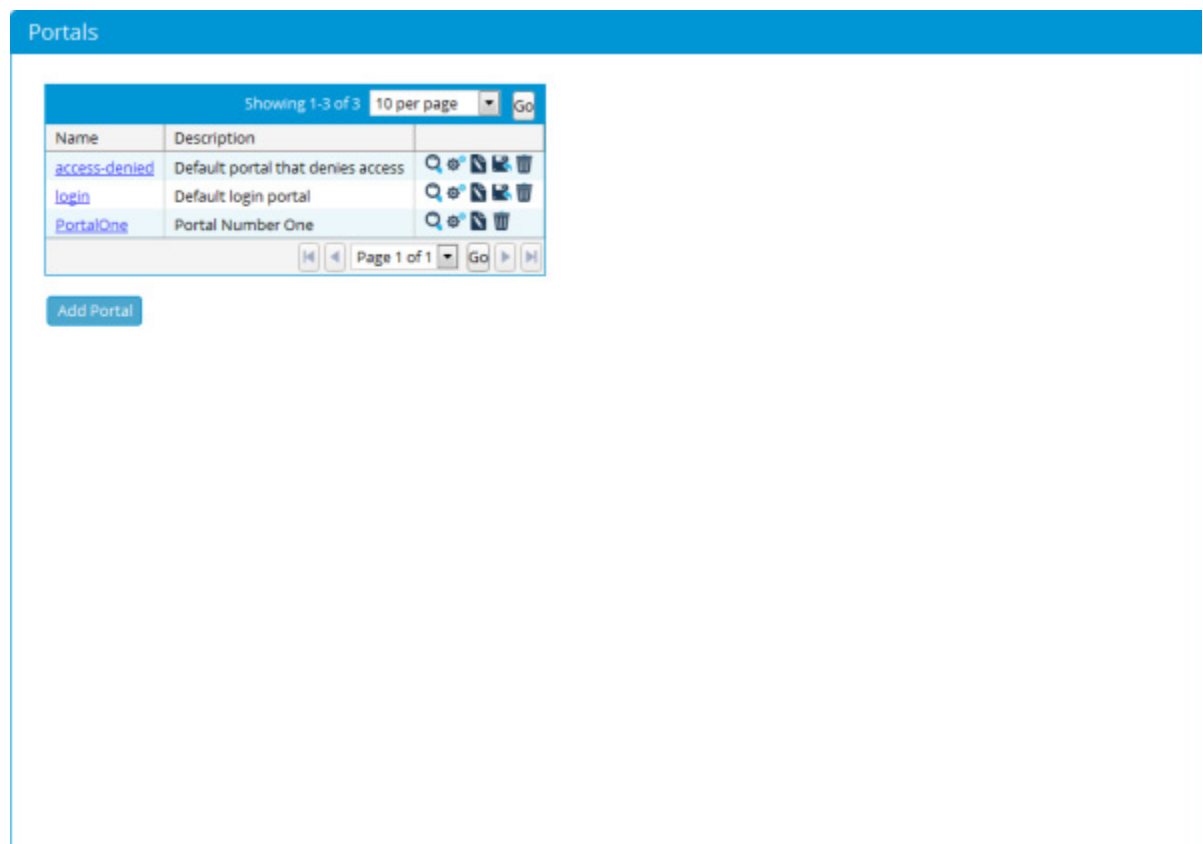 Portals
Showing 1-3 of 3 10 per page Go
Name Description
access-denied Default portal that denies access
login Default login portal
PortalOne Portal Number One
Page 1 of 1 Go
Add Portal